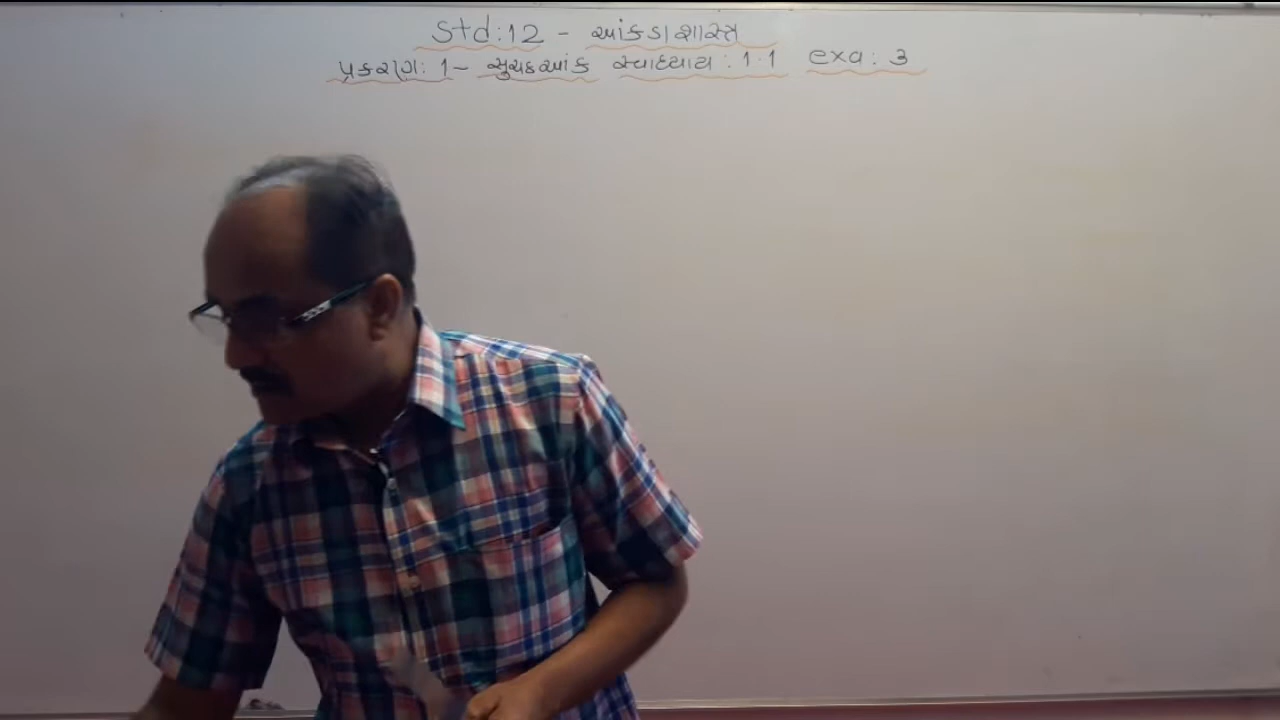 Std:12 - આંકડાશાસ્ત્ર
પ્રકરણ: 1- સુચકઆંક સ્વાધ્યાય: 1.1 exa: 3